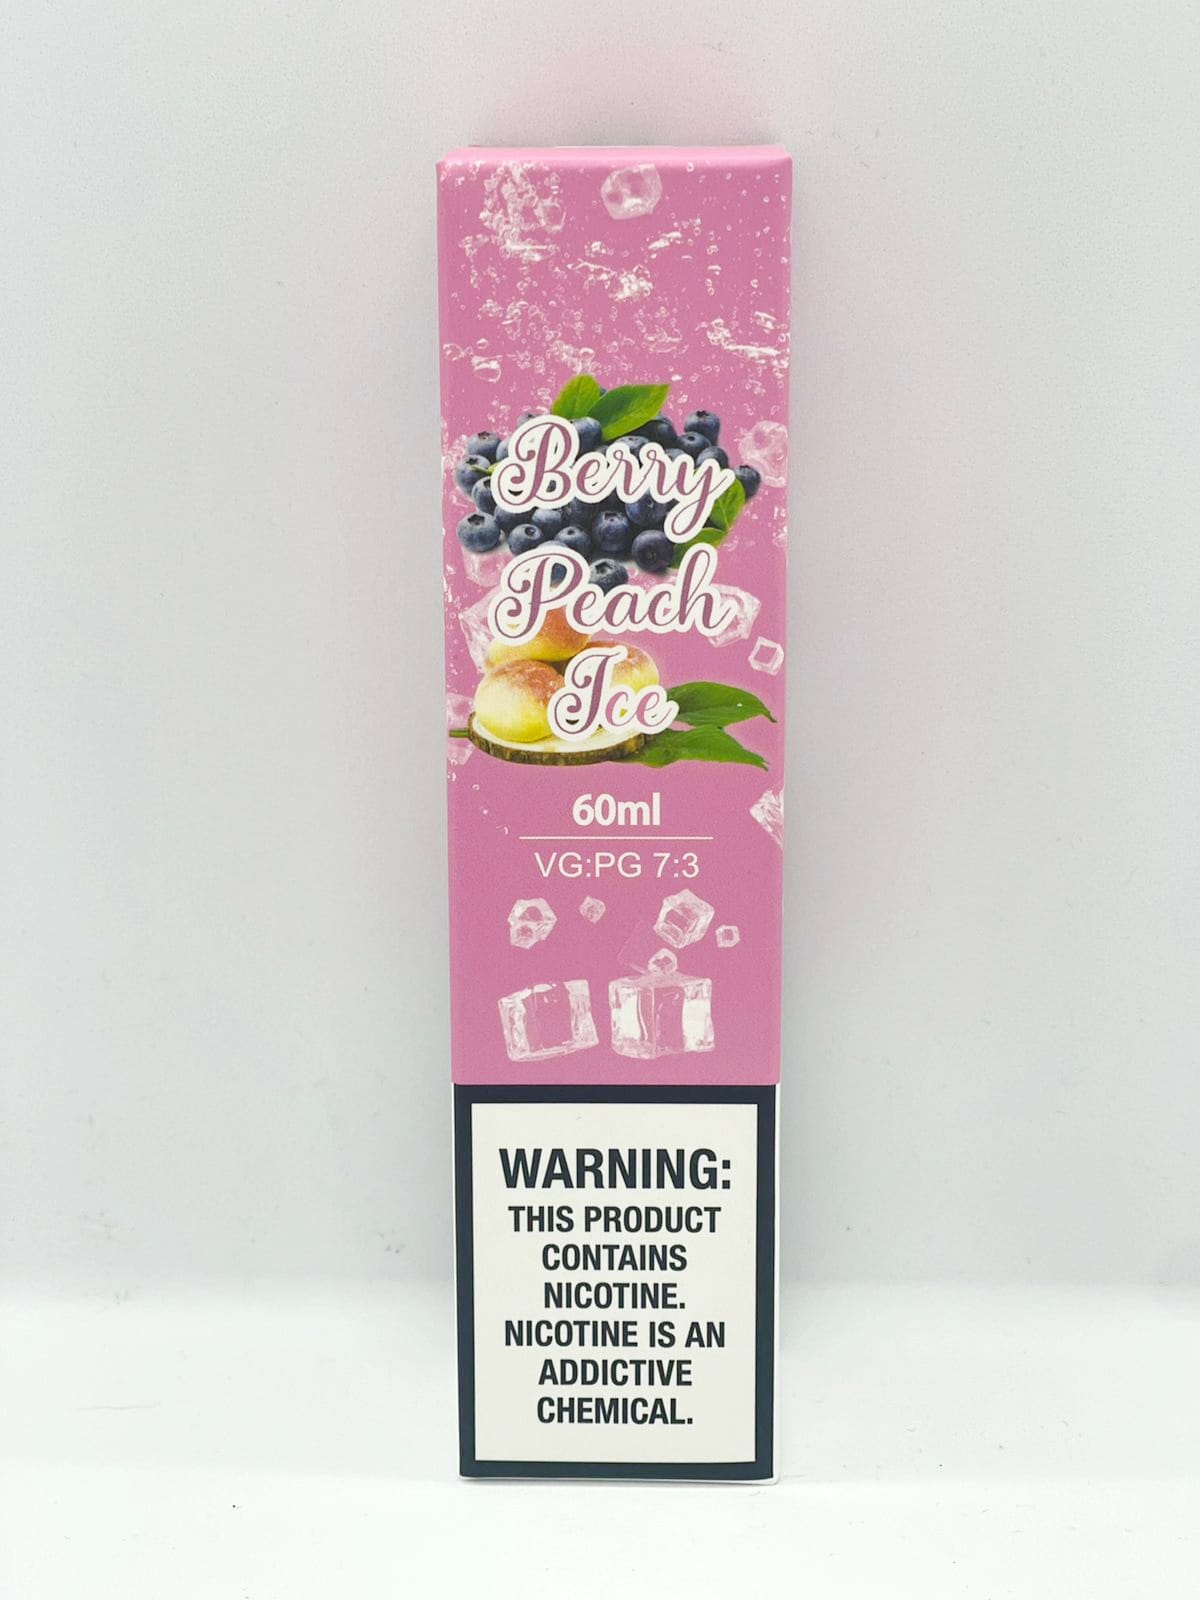 Berry
Peach
Ice
60ml
VG:PG 7:3
WARNING:
THIS PRODUCT
CONTAINS
NICOTINE.
NICOTINE IS AN
ADDICTIVE
CHEMICAL.